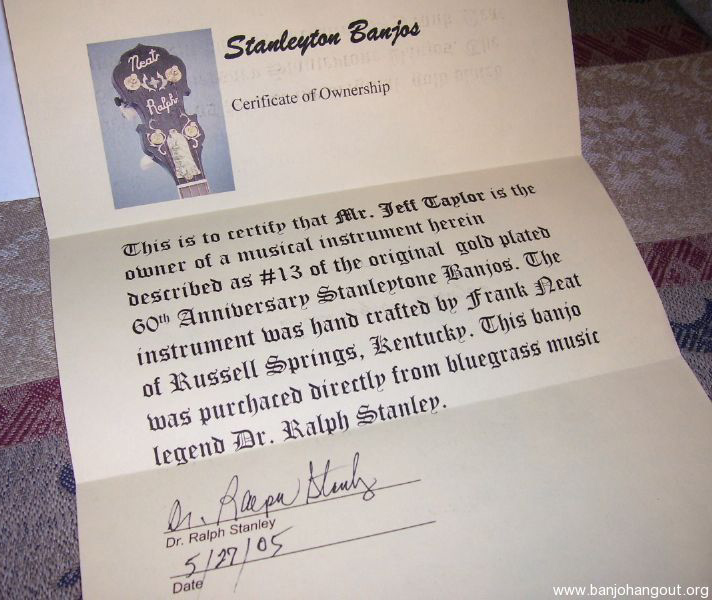 Stanleyton Banjos
Neat
Ralph
Cerificate of Ownership
This is to certify that Mr. Jeff Taylor is the
owner of a musical instrument herein
described as #13 of the original gold plated
60th Anniversary Stanleytone Banjos. The
instrument was hand crafted by Frank Neat
of Russell Springs, Kentucky. This banjo
was purchaced directly from bluegrass music
legend Dr. Ralph Stanley.
Dr. Ralph Stanley
Dr. Ralph Stanley
5/27/05
Date
www.banjohangout.org